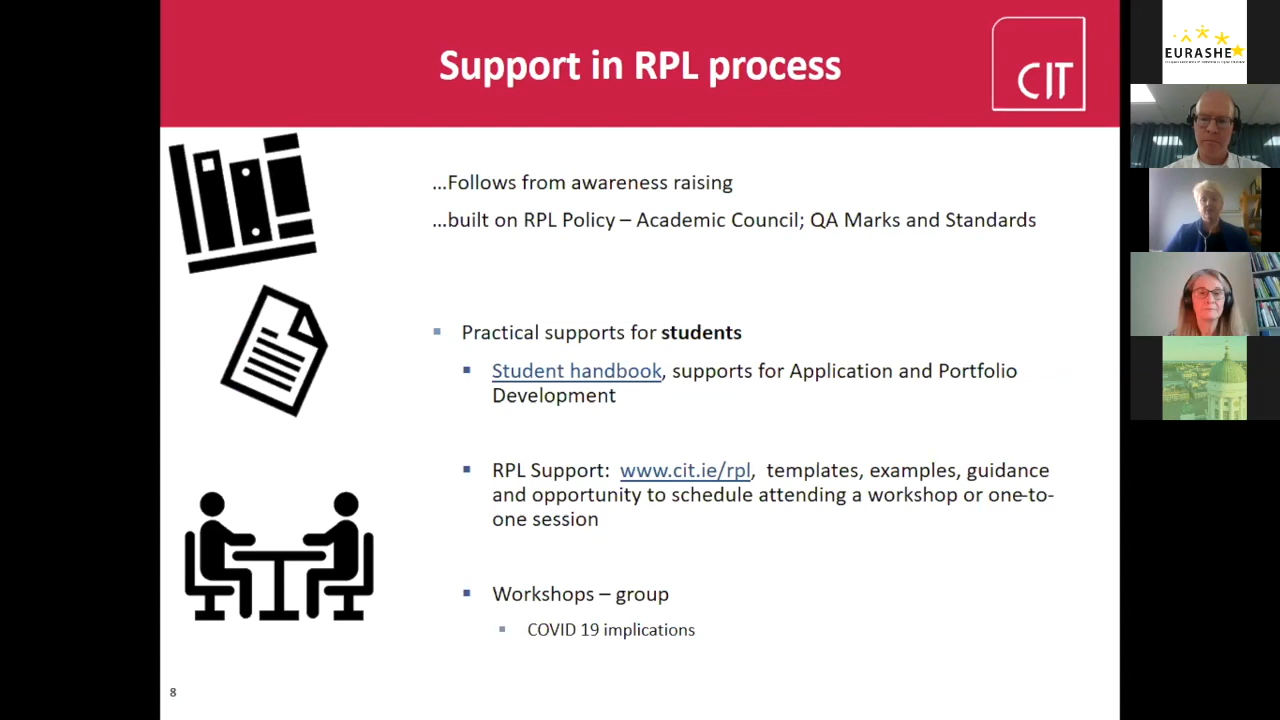 Support in RPL process
CIT
EURASHE
…Follows from awareness raising
…built on RPL Policy – Academic Council; QA Marks and Standards
Practical supports for students
Student handbook, supports for Application and Portfolio
Development
RPL Support: www.cit.ie/rpl, templates, examples, guidance
and opportunity to schedule attending a workshop or one-to-
one session
Workshops – group
COVID 19 implications
8